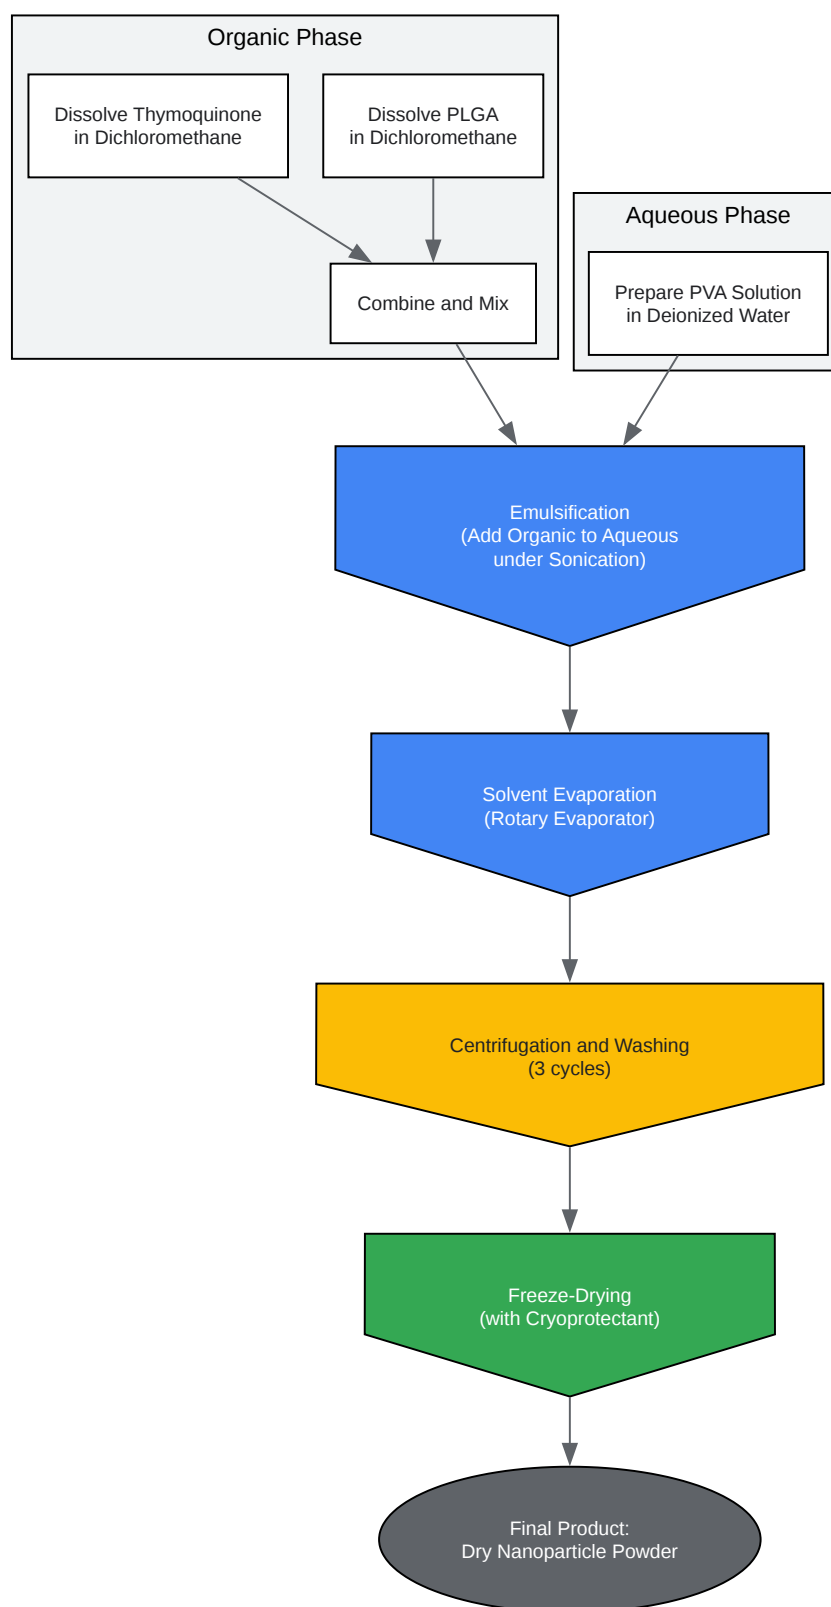 Organic Phase
Dissolve Thymoquinone
in Dichloromethane
Dissolve PLGA
in Dichloromethane
Combine and Mix
Aqueous Phase
Prepare PVA Solution
in Deionized Water
Emulsification
(Add Organic to Aqueous
under Sonication)
Solvent Evaporation
(Rotary Evaporator)
Centrifugation and Washing
(3 cycles)
Freeze-Drying
(with Cryoprotectant)
Final Product:
Dry Nanoparticle Powder